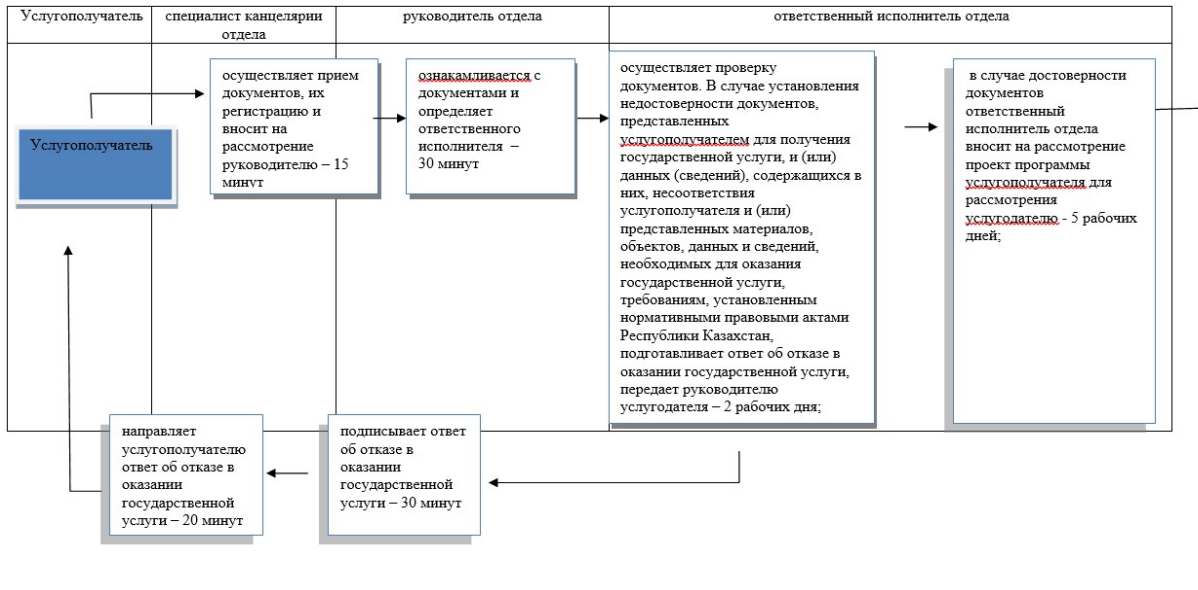 Услугополучатель
специалист канцелярии
отдела
руководитель отдела
ответственный исполнитель отдела
Услугополучатель
осуществляет прием
документов, их
регистрацию и
вносит на
рассмотрение
руководителю – 15
минут
ознакамливается с
документами и
определяет
ответственного
исполнителя –
30 минут
осуществляет проверку
документов. В случае установления
недостоверности документов,
представленных
услугополучателем для получения
государственной услуги, и (или)
данных (сведений), содержащихся в
них, несоответствия
услугополучателя и (или)
представленных материалов,
объектов, данных и сведений,
необходимых для оказания
государственной услуги,
требованиям, установленным
нормативными правовыми актами
Республики Казахстан,
подготавливает ответ об отказе в
оказании государственной услуги,
передает руководителю
услугодателя – 2 рабочих дня;
в случае достоверности
документов
ответственный
исполнитель отдела
вносит на рассмотрение
проект программы
услугополучателя для
рассмотрения
услугодателю - 5 рабочих
дней;
направляет
услугополучателю
ответ об отказе в
оказании
государственной
услуги – 20 минут
подписывает ответ
об отказе в
оказании
государственной
услуги – 30 минут